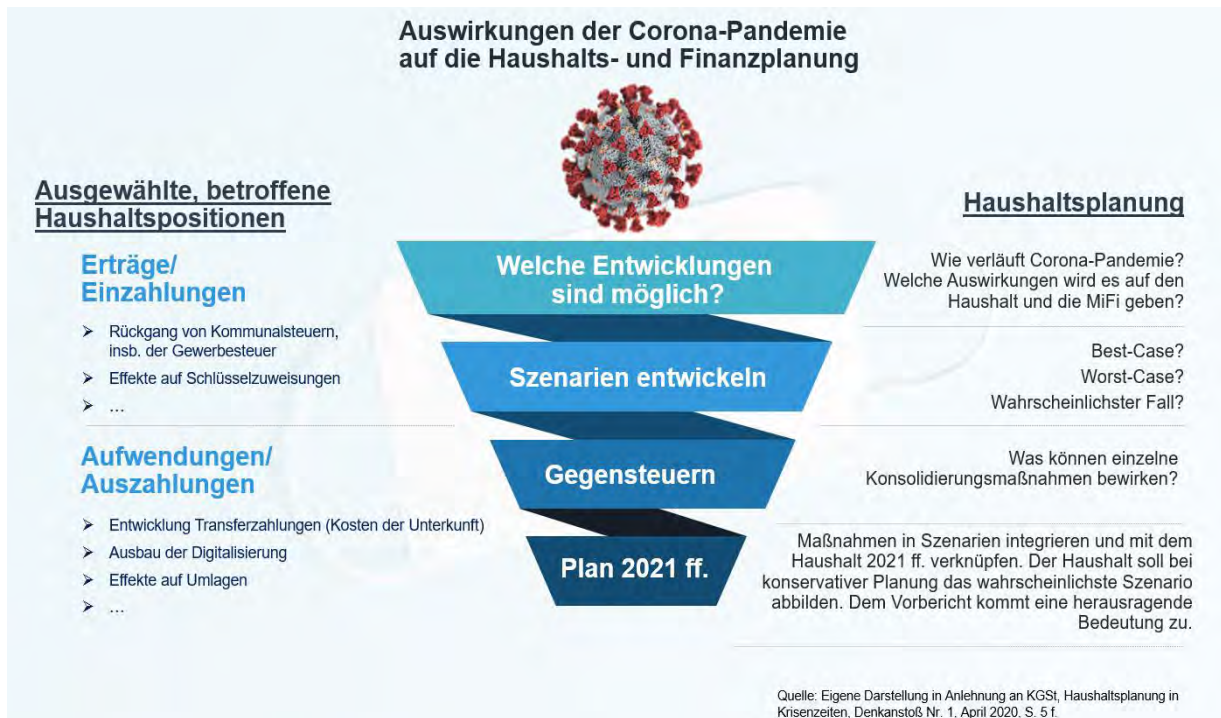 Auswirkungen der Corona-Pandemie
auf die Haushalts- und Finanzplanung
Ausgewählte, betroffene
Haushaltspositionen
Erträge/
Einzahlungen
➢ Rückgang von Kommunalsteuern,
insb. der Gewerbesteuer
➢ Effekte auf Schlüsselzuweisungen
➢ ...
Aufwendungen/
Auszahlungen
➢ Entwicklung Transferzahlungen (Kosten der Unterkunft)
➢ Ausbau der Digitalisierung
➢ Effekte auf Umlagen
➢ ...
Welche Entwicklungen
sind möglich?
Szenarien entwickeln
Gegensteuern
Plan 2021 ff.
Haushaltsplanung
Wie verläuft Corona-Pandemie?
Welche Auswirkungen wird es auf den
Haushalt und die MiFi geben?
Best-Case?
Worst-Case?
Wahrscheinlichster Fall?
Was können einzelne
Konsolidierungsmaßnahmen bewirken?
Maßnahmen in Szenarien integrieren und mit dem
Haushalt 2021 ff. verknüpfen. Der Haushalt soll bei
konservativer Planung das wahrscheinlichste Szenario
abbilden. Dem Vorbericht kommt eine herausragende
Bedeutung zu.
Quelle: Eigene Darstellung in Anlehnung an KGSt, Haushaltsplanung in
Krisenzeiten, Denkanstoß Nr. 1, April 2020, S. 5 f.